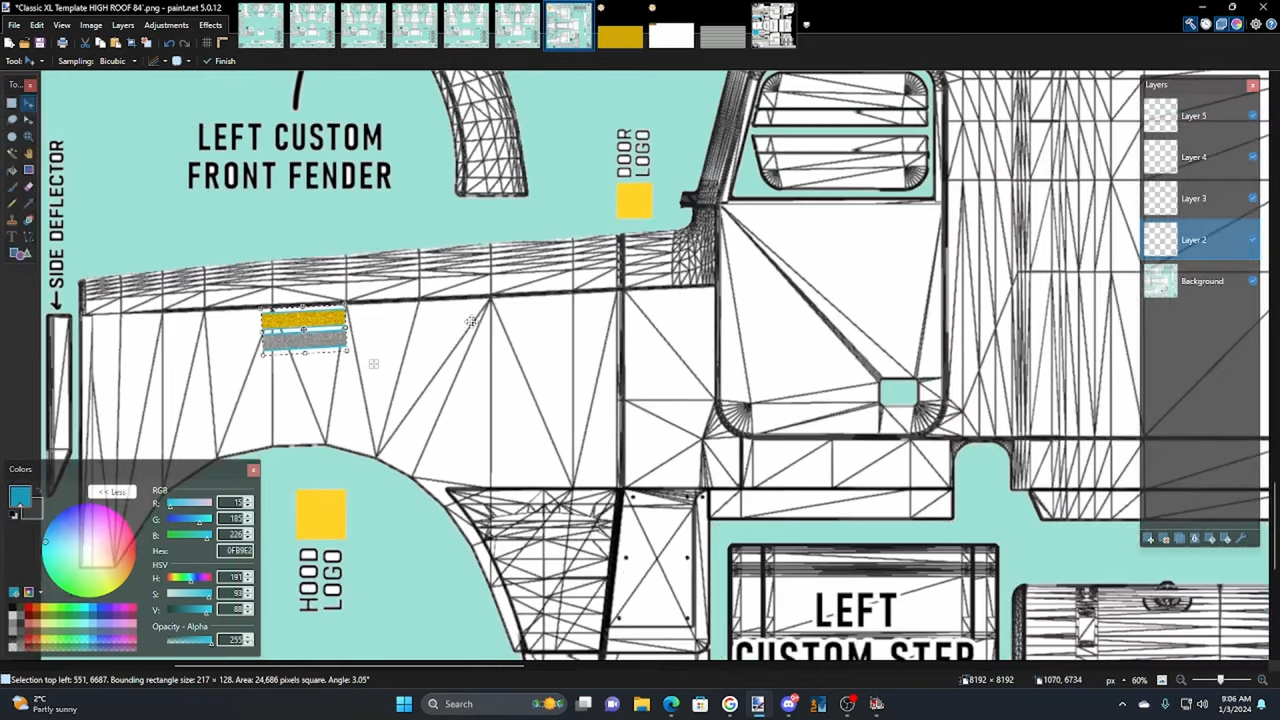 "Classic XL Template HIGH ROOF 84'.png - paint.net 5.0.12
File Edit View Image Layers Adjustments Effects
Tool: Sampling: Bicubic Finish
To...
← SIDE DEFLECTOR
LEFT CUSTOM
FRONT FENDER
DOOR
LOGO
HOOD
LOGO
LEFT
CUSTOM STEP
Layers
Layer 5
Layer 4
Layer 3
Layer 2
Background
Colors
<< Less
RGB
R: 15
G: 185
B: 226
Hex: 0FB9E2
HSV
H: 191
S: 93
V: 88
Opacity - Alpha
255
Selection top left: 551, 6687. Bounding rectangle size: 217 × 128. Area: 24,686 pixels square. Angle: 3.05°
8192 × 8192
1070, 6734
px
60%
2°C
Partly sunny
Search
9:06 AM
1/3/2024